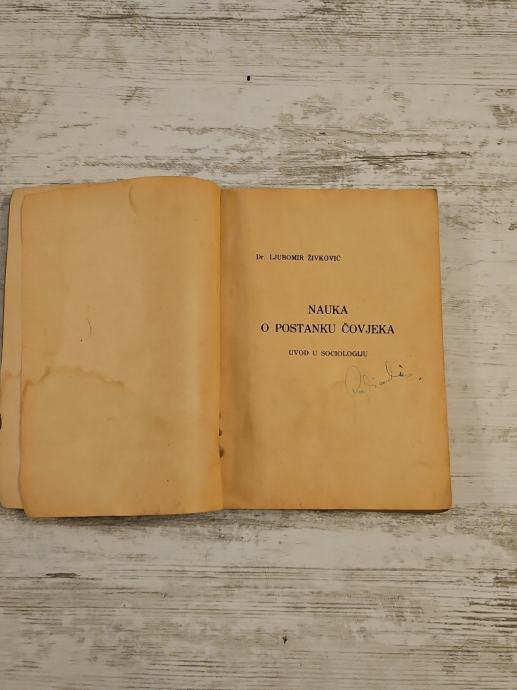 Dr. LJUBOMIR ŽIVKOVIĆ
NAUKA
O POSTANKU ČOVJEKA
UVOD U SOCIOLOGIJU